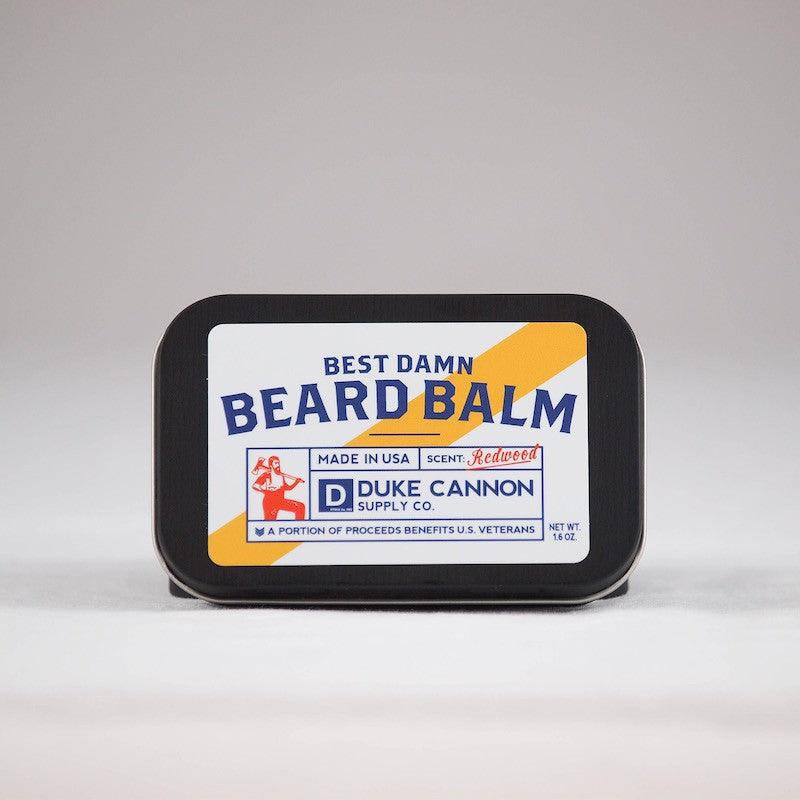 BEST DAMN
BEARD BALM
MADE IN USA
SCENT: Redwood
D
DUKE CANNON
SUPPLY CO.
A PORTION OF PROCEEDS BENEFITS U.S. VETERANS
NET WT.
1.6 OZ.